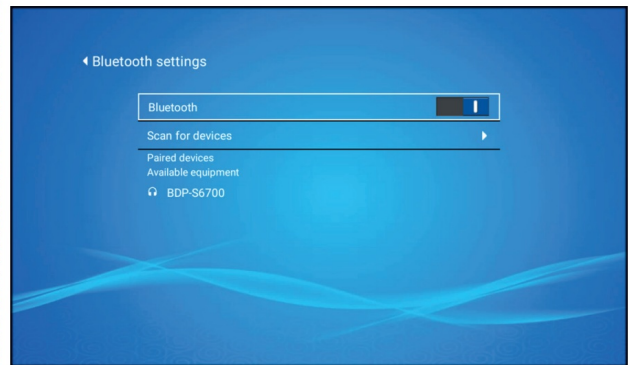 Bluetooth settings
Bluetooth
Scan for devices
Paired devices
Available equipment
BDP-S6700